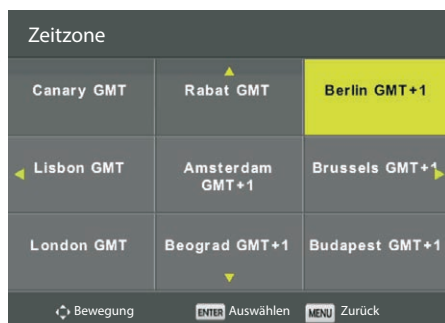 Zeitzone
Canary GMT
Rabat GMT
Berlin GMT+1
Lisbon GMT
Amsterdam
GMT+1
Brussels GMT+1
London GMT
Beograd GMT+1
Budapest GMT+1
Bewegung
ENTER Auswählen
MENU Zurück